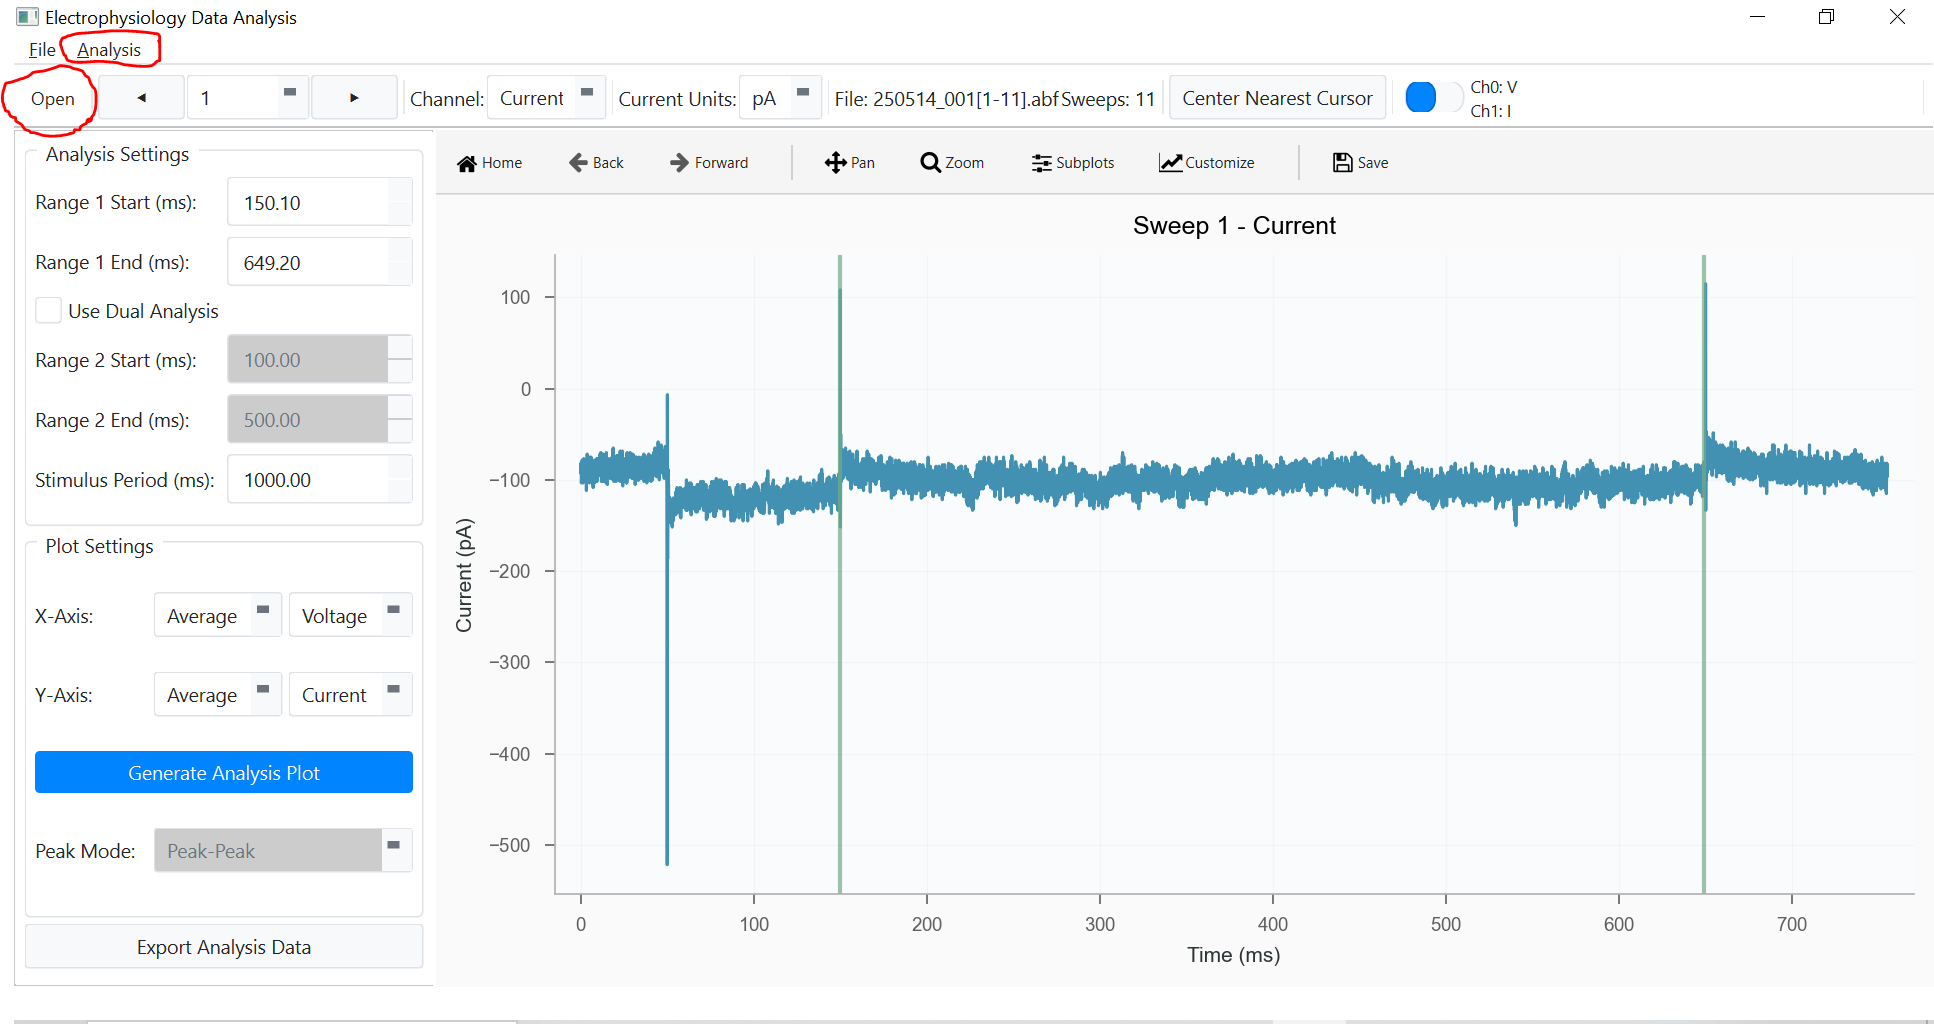 Electrophysiology Data Analysis
File Analysis
Open ◄ 1 ► Channel: Current Current Units: pA File: 250514_001[1-11].abf Sweeps: 11 Center Nearest Cursor Ch0: V
Ch1: I
Analysis Settings
Range 1 Start (ms): 150.10
Range 1 End (ms): 649.20
Use Dual Analysis
Range 2 Start (ms): 100.00
Range 2 End (ms): 500.00
Stimulus Period (ms): 1000.00
Plot Settings
X-Axis: Average Voltage
Y-Axis: Average Current
Generate Analysis Plot
Peak Mode: Peak-Peak
Export Analysis Data
Home Back Forward Pan Zoom Subplots Customize Save
Sweep 1 - Current
Current (pA)
100
0
−100
−200
−300
−400
−500
0 100 200 300 400 500 600 700
Time (ms)